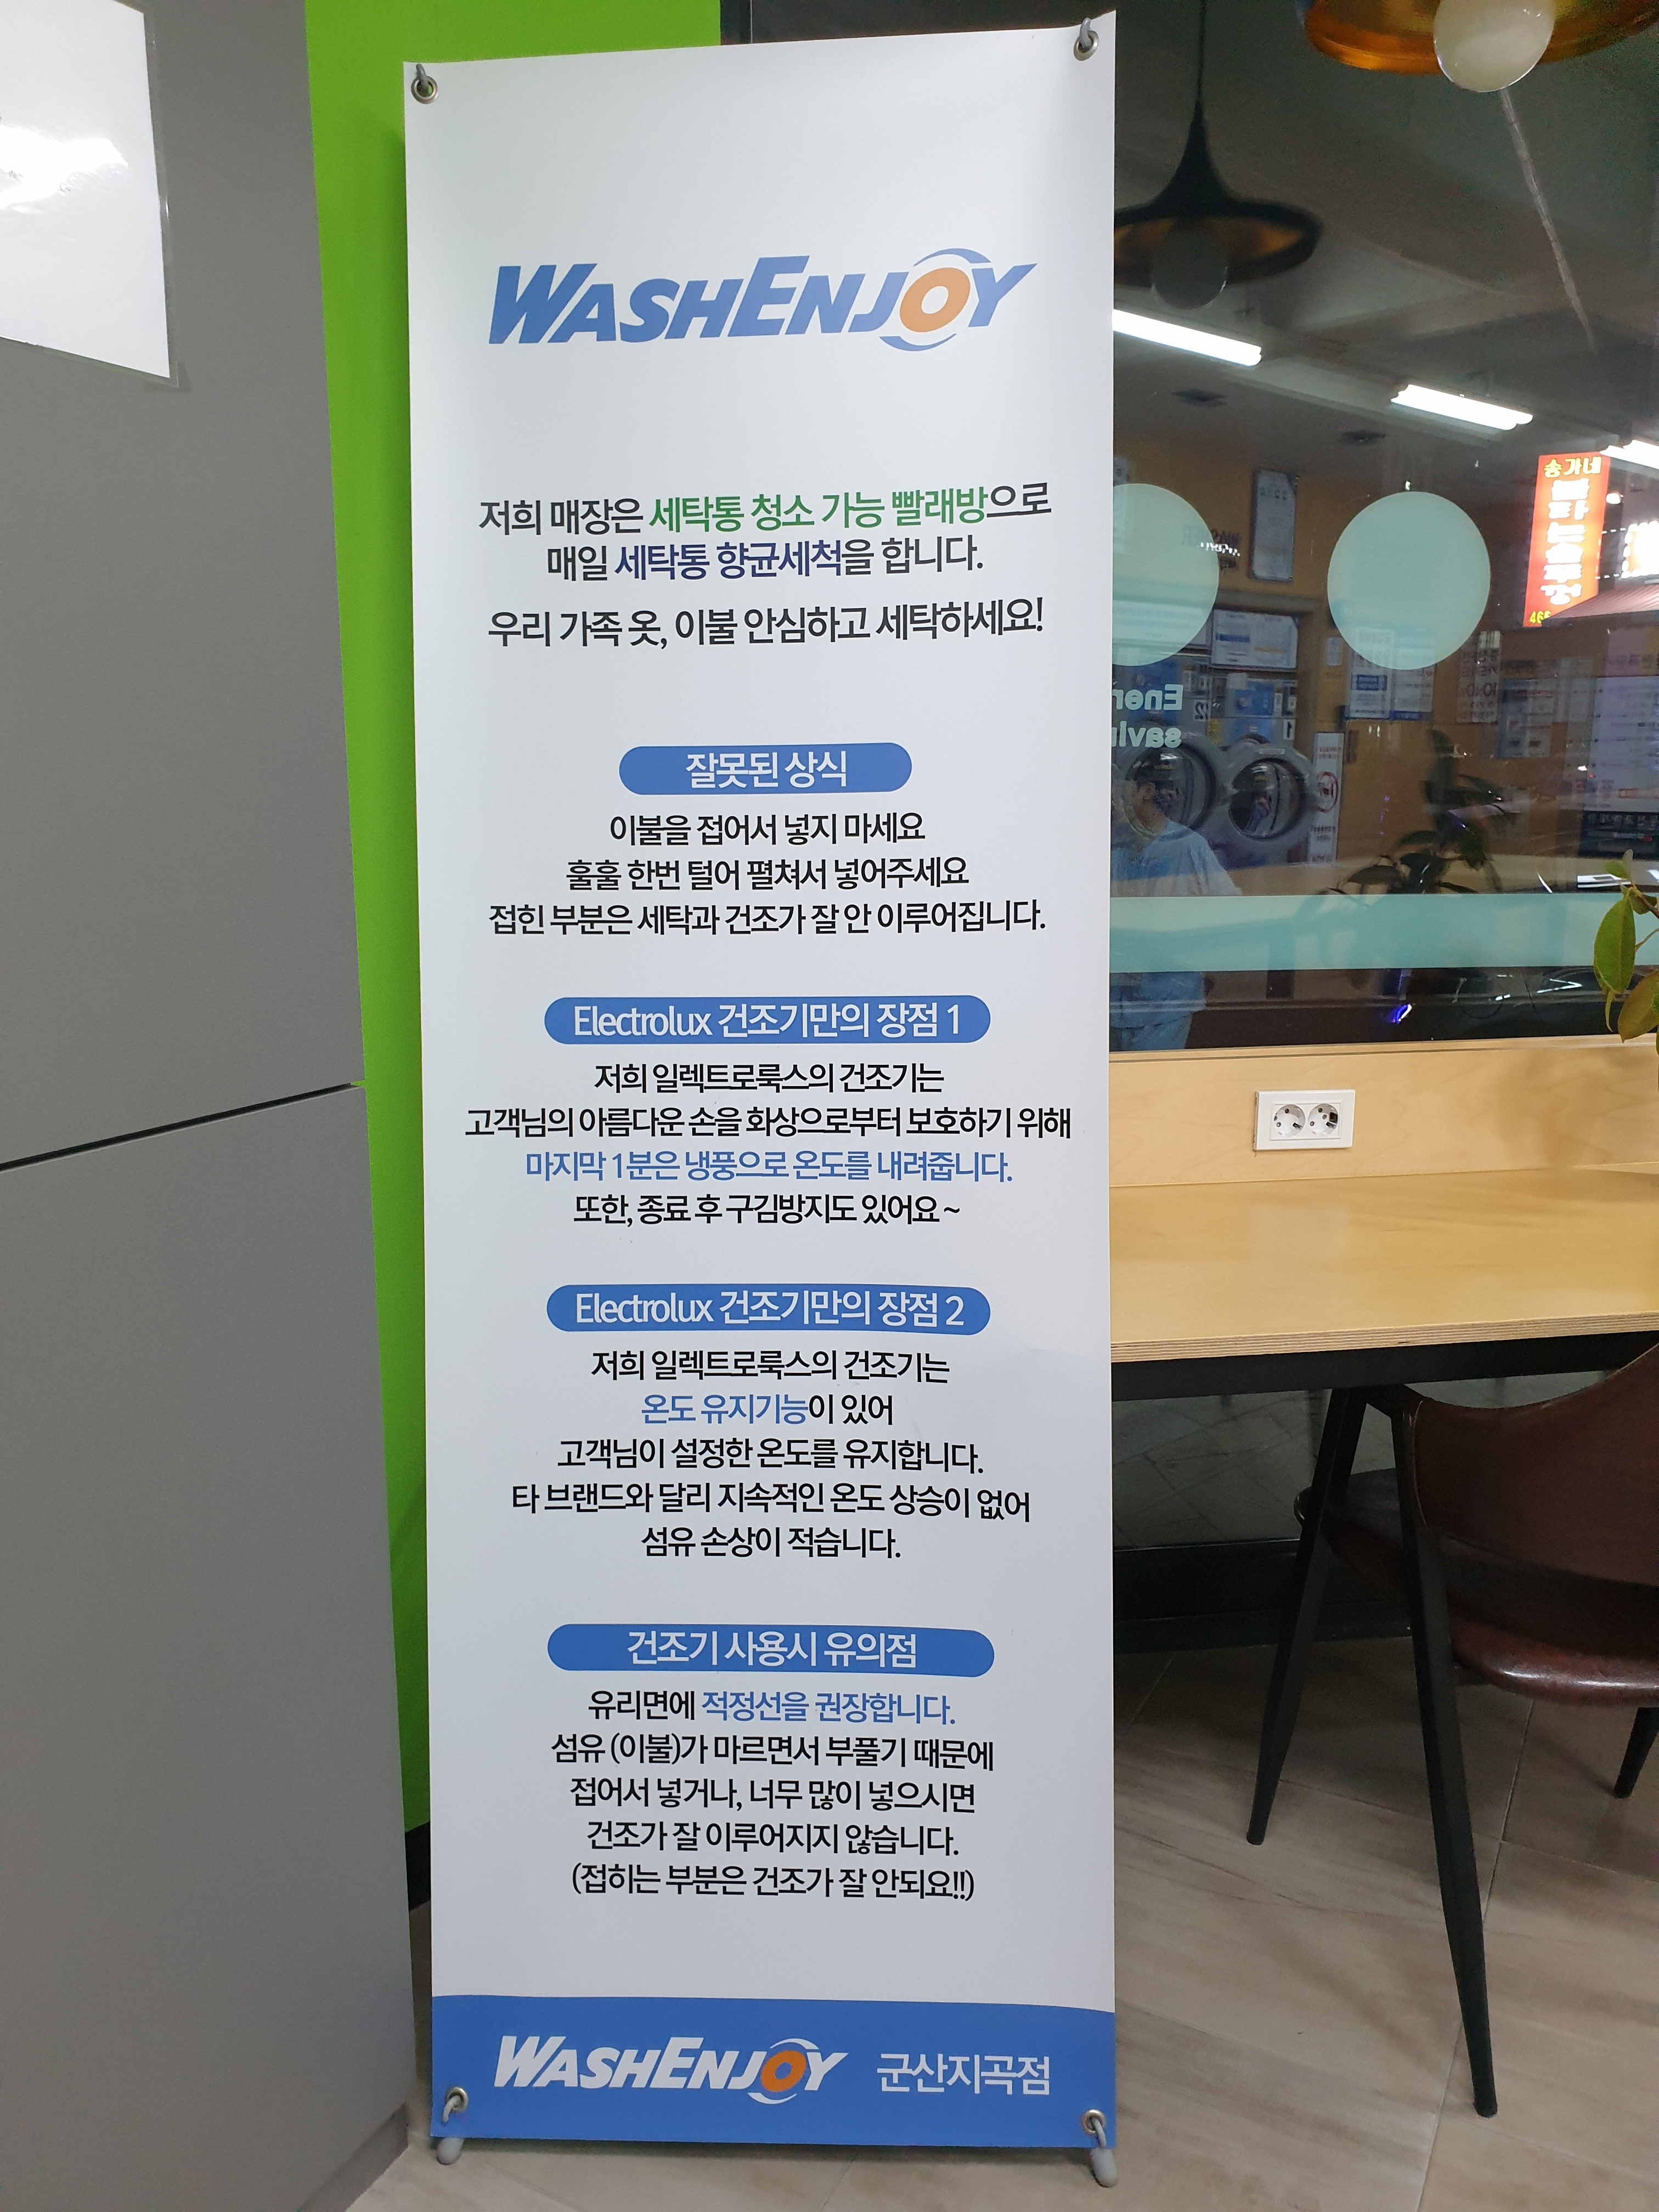 WASHENJOY
저희 매장은 세탁통 청소 가능 빨래방으로
매일 세탁통 향균세척을 합니다.
우리 가족 옷, 이불 안심하고 세탁하세요!
잘못된 상식
이불을 접어서 넣지 마세요
훌훌 한번 털어 펼쳐서 넣어주세요
접힌 부분은 세탁과 건조가 잘 안 이루어집니다.
Electrolux 건조기만의 장점 1
저희 일렉트로룩스의 건조기는
고객님의 아름다운 손을 화상으로부터 보호하기 위해
마지막 1분은 냉풍으로 온도를 내려줍니다.
또한, 종료 후 구김방지도 있어요~
Electrolux 건조기만의 장점 2
저희 일렉트로룩스의 건조기는
온도 유지기능이 있어
고객님이 설정한 온도를 유지합니다.
타 브랜드와 달리 지속적인 온도 상승이 없어
섬유 손상이 적습니다.
건조기 사용시 유의점
유리면에 적정선을 권장합니다.
섬유 (이불)가 마르면서 부풀기 때문에
접어서 넣거나, 너무 많이 넣으시면
건조가 잘 이루어지지 않습니다.
(접히는 부분은 건조가 잘 안되요!!)
WASHENJOY 군산지곡점
송가네